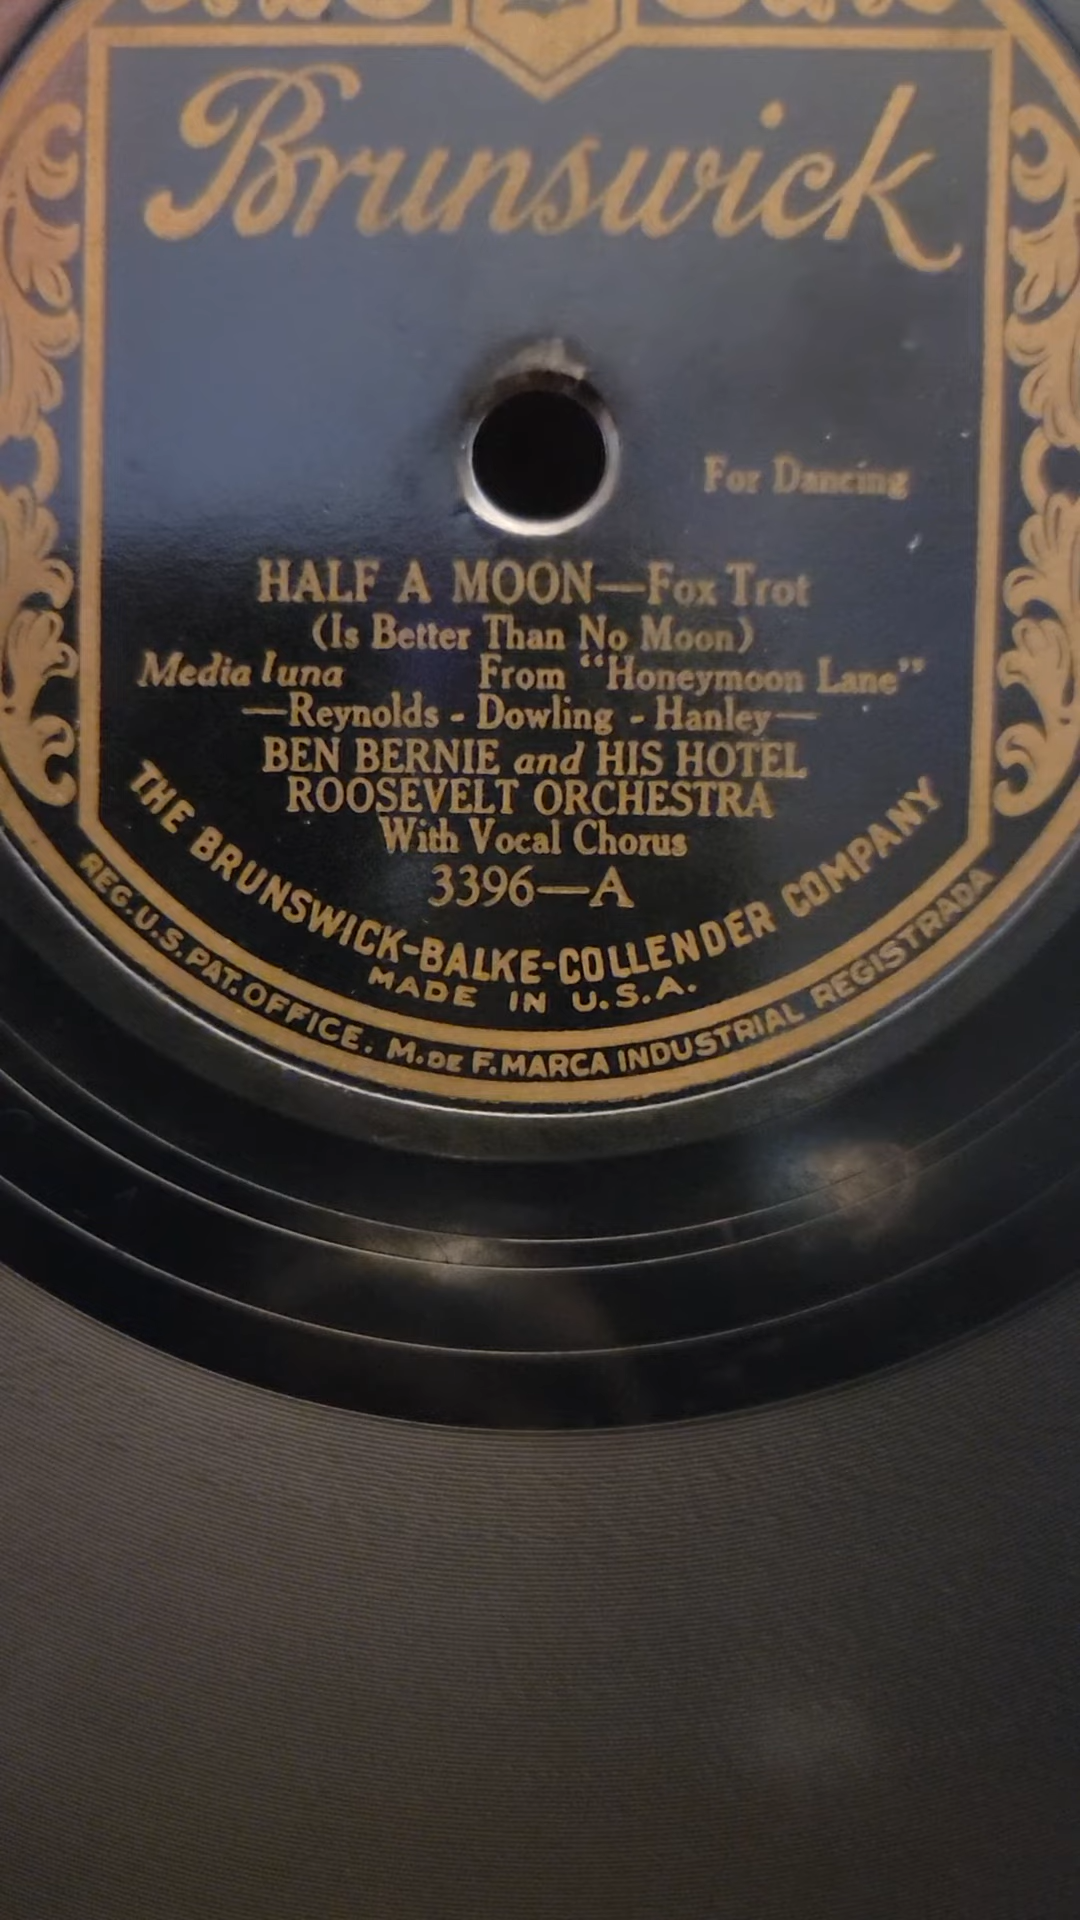 Brunswick
For Dancing
HALF A MOON—Fox Trot
(Is Better Than No Moon)
Media luna From "Honeymoon Lane"
—Reynolds - Dowling - Hanley—
BEN BERNIE and HIS HOTEL
ROOSEVELT ORCHESTRA
With Vocal Chorus
3396—A
THE BRUNSWICK-BALKE-COLLENDER COMPANY
MADE IN U.S.A.
REG.U.S.PAT.OFFICE. M.DE F.MARCA INDUSTRIAL REGISTRADA